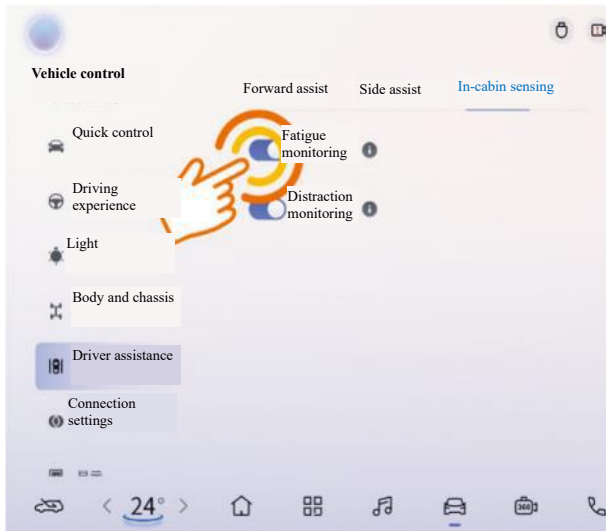 Vehicle control
Forward assist
Side assist
In-cabin sensing
Quick control
Fatigue
monitoring
Driving
experience
Distraction
monitoring
Light
Body and chassis
Driver assistance
Connection
settings
24°
360